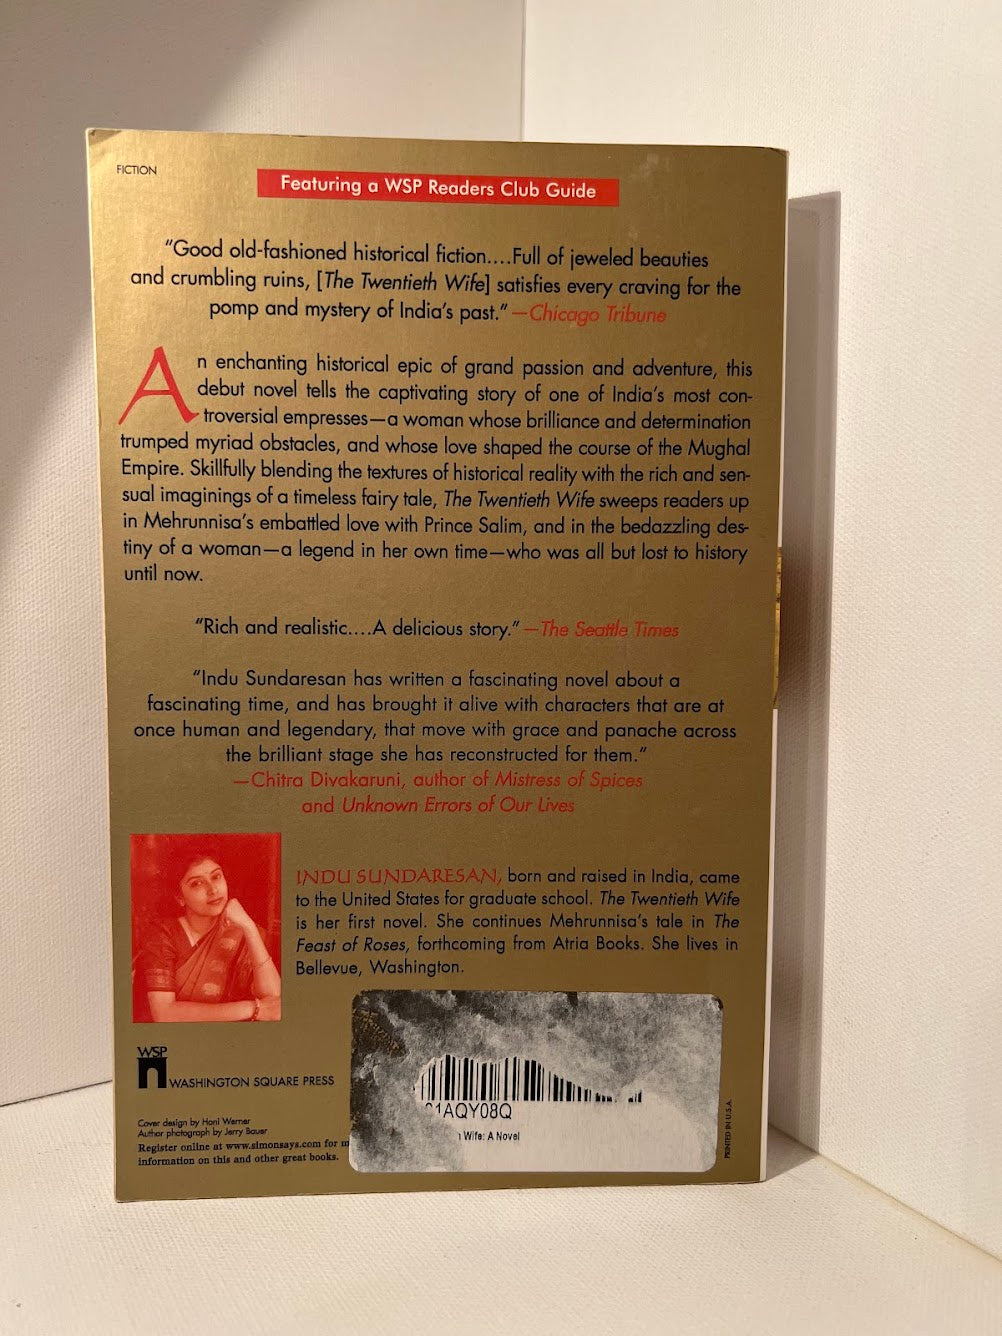 FICTION
Featuring a WSP Readers Club Guide
"Good old-fashioned historical fiction....Full of jeweled beauties
and crumbling ruins, [The Twentieth Wife] satisfies every craving for the
pomp and mystery of India's past." —Chicago Tribune
An enchanting historical epic of grand passion and adventure, this
debut novel tells the captivating story of one of India's most con-
troversial empresses—a woman whose brilliance and determination
trumped myriad obstacles, and whose love shaped the course of the Mughal
Empire. Skillfully blending the textures of historical reality with the rich and sen-
sual imaginings of a timeless fairy tale, The Twentieth Wife sweeps readers up
in Mehrunnisa's embattled love with Prince Salim, and in the bedazzling des-
tiny of a woman—a legend in her own time—who was all but lost to history
until now.
"Rich and realistic....A delicious story." —The Seattle Times
"Indu Sundaresan has written a fascinating novel about a
fascinating time, and has brought it alive with characters that are at
once human and legendary, that move with grace and panache across
the brilliant stage she has reconstructed for them."
—Chitra Divakaruni, author of Mistress of Spices
and Unknown Errors of Our Lives
INDU SUNDARESAN, born and raised in India, came
to the United States for graduate school. The Twentieth Wife
is her first novel. She continues Mehrunnisa's tale in The
Feast of Roses, forthcoming from Atria Books. She lives in
Bellevue, Washington.
WSP
WASHINGTON SQUARE PRESS
Cover design by Honi Werner
Author photograph by Jerry Bauer
Register online at www.simonsays.com for m
information on this and other great books.
1AQY08Q
Wife: A Novel
PRINTED IN U.S.A.